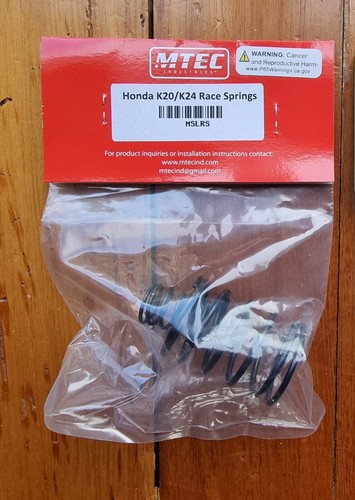 MTEC
INDUSTRIES
WARNING: Cancer
and Reproductive Harm-
www.P65Warnings.ca.gov
Honda K20/K24 Race Springs
MSLRS
For product inquiries or installation instructions contact:
www.mtecind.com
mtecind@gmail.com